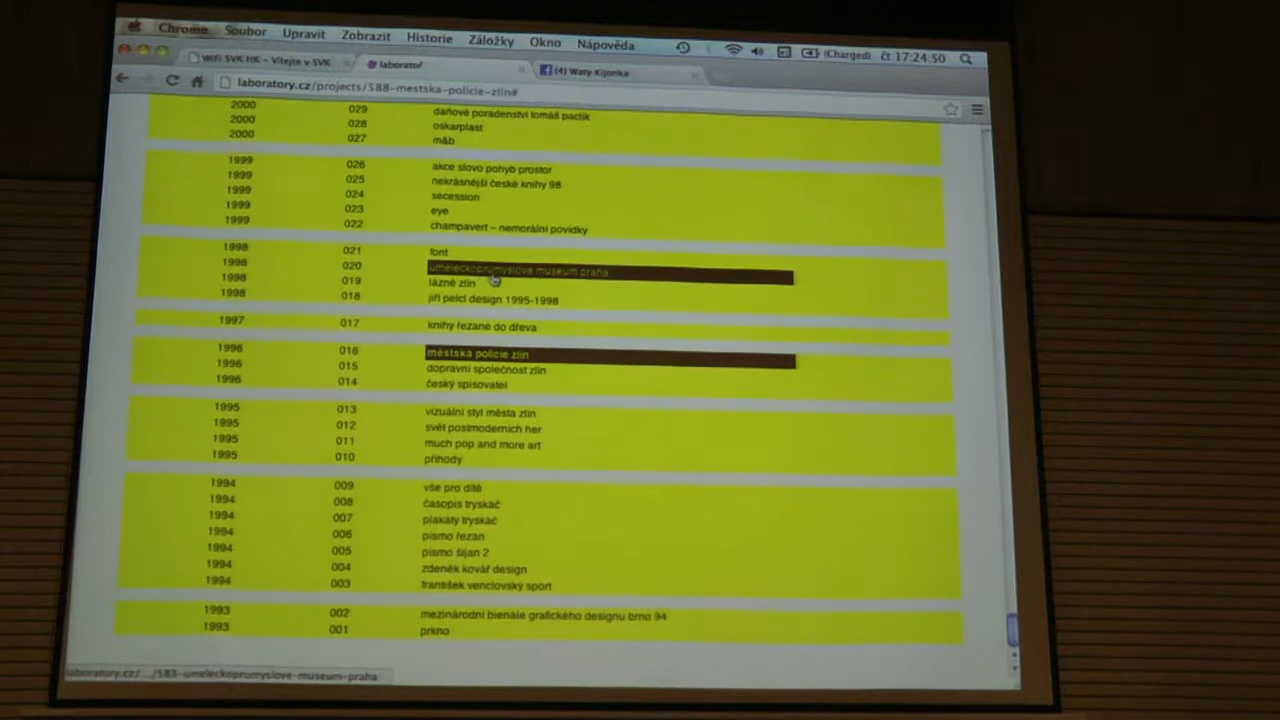 Chrome Soubor Upravit Zobrazit Historie Záložky Okno Nápověda (Charged) čt 17:24:50
WiFi SVK HK – Vítejte v SVK laboratoř (4) Waty Kijonka
laboratory.cz/projects/588-mestska-policie-zlin#
2000 029 daňové poradenství tomáš pactík
2000 028 oskarplast
2000 027 m&b
1999 026 akce slovo pohyb prostor
1999 025 nekrásnější české knihy 98
1999 024 secession
1999 023 eye
1999 022 champavert – nemorální povídky
1998 021 font
1998 020 uměleckoprůmyslové museum praha
1998 019 lázně zlín
1998 018 jiří pelcl design 1995-1998
1997 017 knihy řezané do dřeva
1996 016 městská policie zlín
1996 015 dopravní společnost zlín
1996 014 český spisovatel
1995 013 vizuální styl města zlín
1995 012 svět postmoderních her
1995 011 much pop and more art
1995 010 příhody
1994 009 vše pro dítě
1994 008 časopis tryskáč
1994 007 plakáty tryskáč
1994 006 písmo řezan
1994 005 písmo šijan 2
1994 004 zdeněk kovář design
1994 003 františek venclovský sport
1993 002 mezinárodní bienále grafického designu brno 94
1993 001 prkno
laboratory.cz/.../583-umeleckoprumyslove-museum-praha